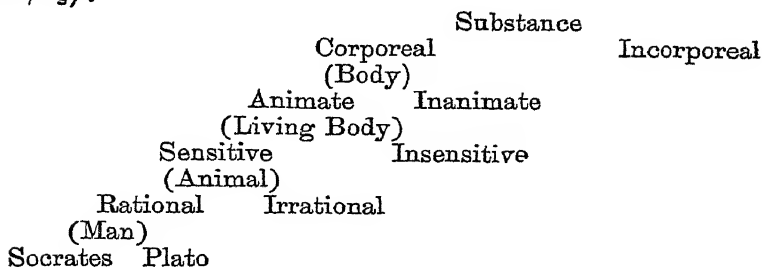 Substance
Corporeal Incorporeal
(Body)
Animate Inanimate
(Living Body)
Sensitive Insensitive
(Animal)
Rational Irrational
(Man)
Socrates Plato